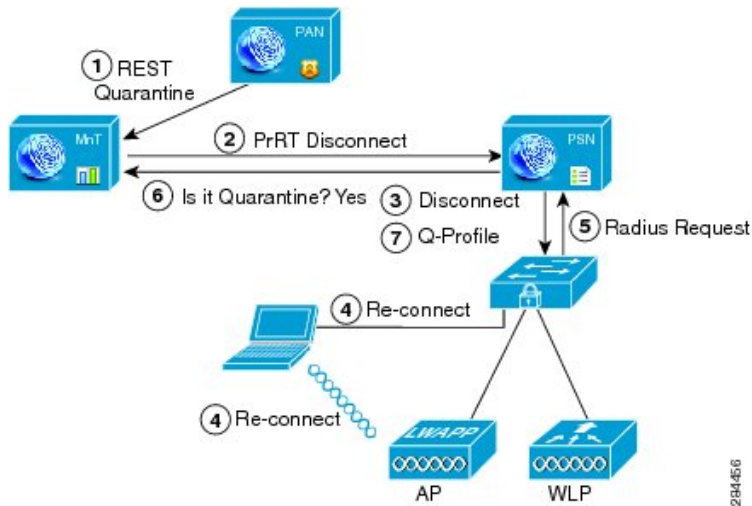 PAN
1 REST
Quarantine
MnT
2 PrRT Disconnect
PSN
6 Is it Quarantine? Yes
3 Disconnect
7 Q-Profile
5 Radius Request
4 Re-connect
4 Re-connect
LWAPP
AP
WLP
284456